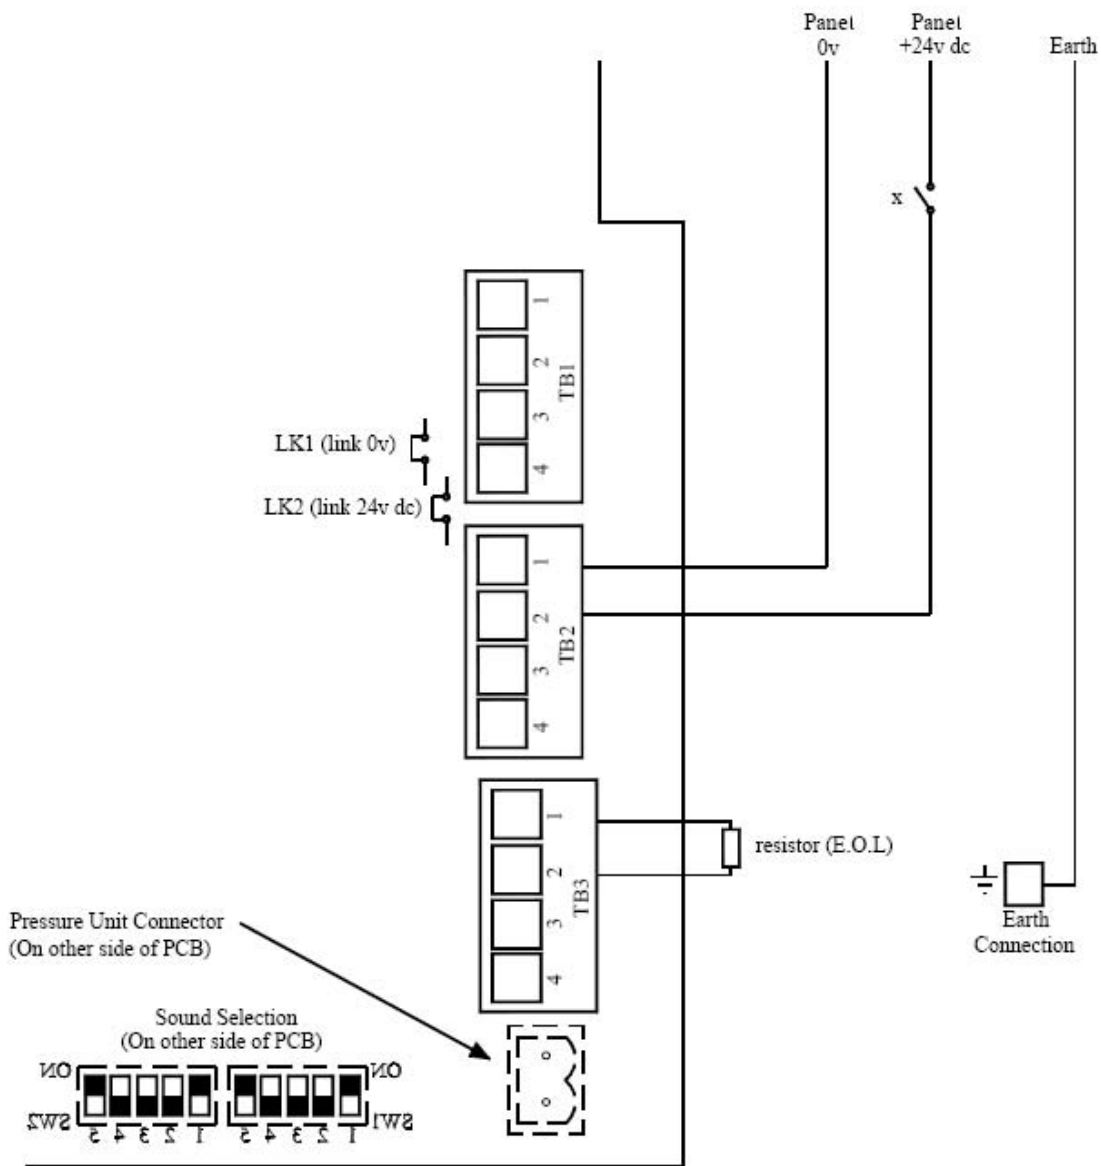 Panel
0v
Panel
+24v dc
Earth
x
1
2
3
4
TB1
LK1 (link 0v)
LK2 (link 24v dc)
1
2
3
4
TB2
1
2
3
4
TB3
resistor (E.O.L)
Earth
Connection
Pressure Unit Connector
(On other side of PCB)
Sound Selection
(On other side of PCB)
ON
ON
SW2
5 4 3 2 1
5 4 3 2 1
SW1